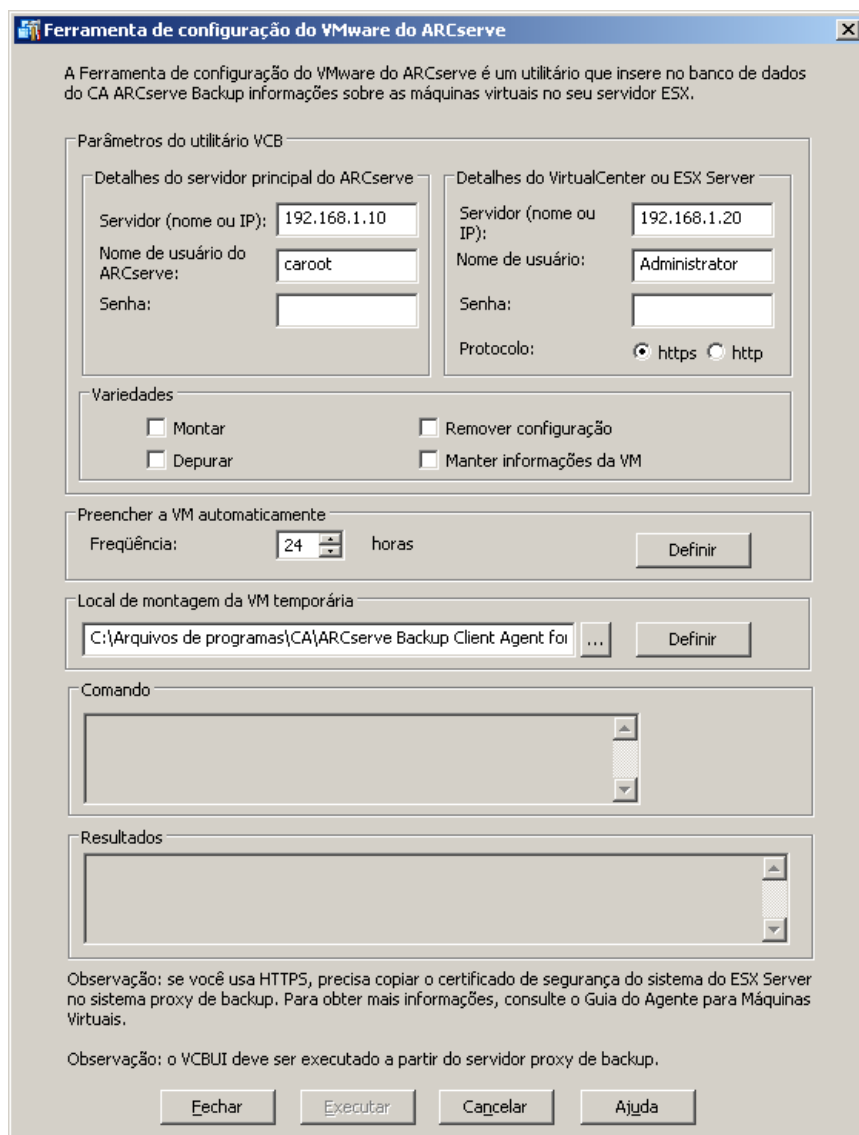 Ferramenta de configuração do VMware do ARCserve
A Ferramenta de configuração do VMware do ARCserve é um utilitário que insere no banco de dados
do CA ARCserve Backup informações sobre as máquinas virtuais no seu servidor ESX.
Parâmetros do utilitário VCB
Detalhes do servidor principal do ARCserve
Servidor (nome ou IP): 192.168.1.10
Nome de usuário do
ARCserve: caroot
Senha:
Detalhes do VirtualCenter ou ESX Server
Servidor (nome ou
IP): 192.168.1.20
Nome de usuário: Administrator
Senha:
Protocolo: https http
Variedades
Montar Remover configuração
Depurar Manter informações da VM
Preencher a VM automaticamente
Freqüência: 24 horas Definir
Local de montagem da VM temporária
C:\Arquivos de programas\CA\ARCserve Backup Client Agent for ... Definir
Comando
Resultados
Observação: se você usa HTTPS, precisa copiar o certificado de segurança do sistema do ESX Server
no sistema proxy de backup. Para obter mais informações, consulte o Guia do Agente para Máquinas
Virtuais.
Observação: o VCBUI deve ser executado a partir do servidor proxy de backup.
Fechar Executar Cancelar Ajuda